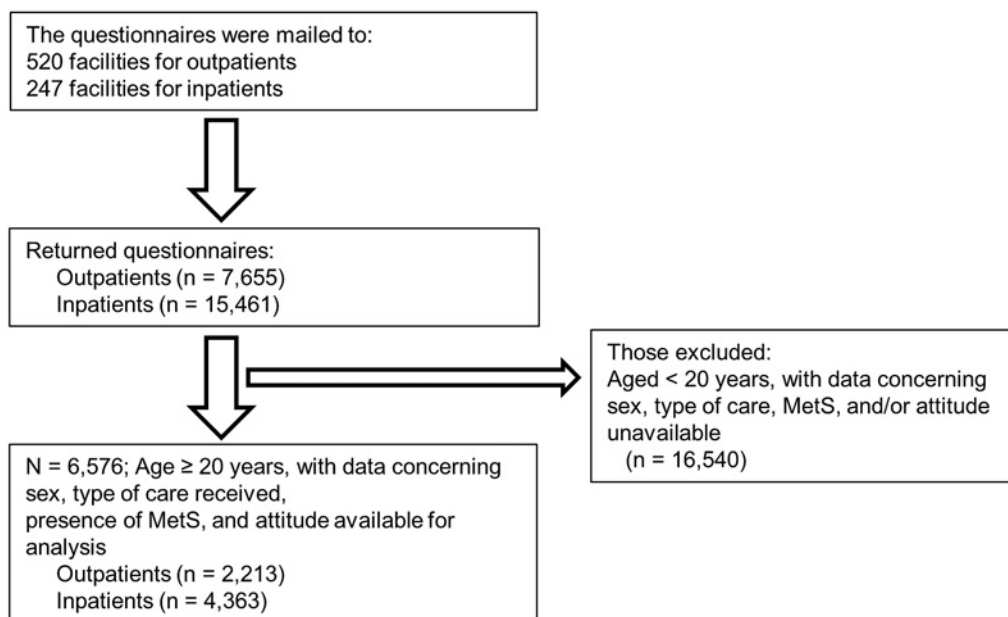 The questionnaires were mailed to:
520 facilities for outpatients
247 facilities for inpatients
Returned questionnaires:
Outpatients (n = 7,655)
Inpatients (n = 15,461)
Those excluded:
Aged < 20 years, with data concerning
sex, type of care, MetS, and/or attitude
unavailable
(n = 16,540)
N = 6,576; Age ≥ 20 years, with data concerning
sex, type of care received,
presence of MetS, and attitude available for
analysis
Outpatients (n = 2,213)
Inpatients (n = 4,363)